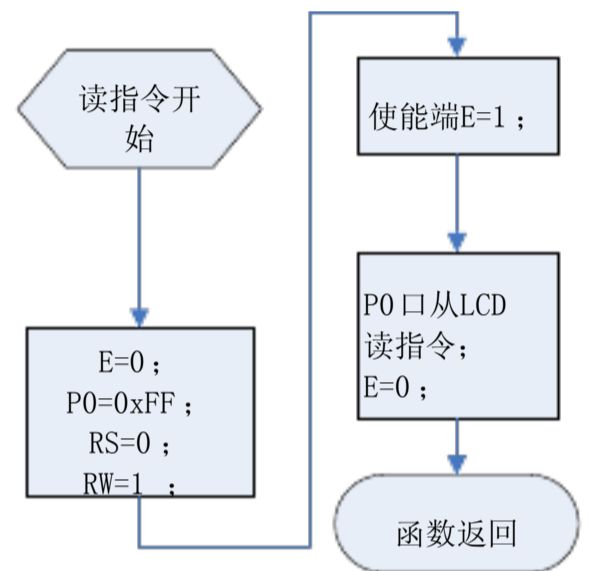 读指令开
始
E=0；
P0=0xFF；
RS=0；
RW=1 ；
使能端E=1；
P0口从LCD
读指令；
E=0；
函数返回